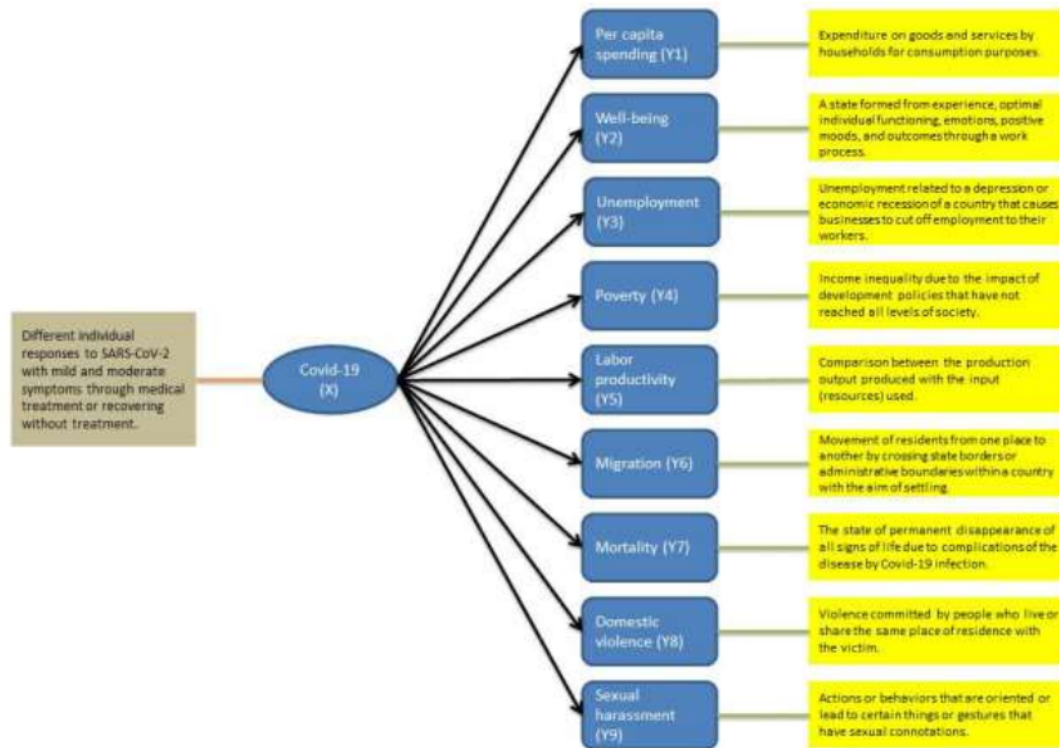 Different individual
responses to SARS-CoV-2
with mild and moderate
symptoms through medical
treatment or recovering
without treatment.
Covid-19
(X)
Per capita
spending (Y1)
Expenditure on goods and services by
households for consumption purposes.
Well-being
(Y2)
A state formed from experience, optimal
individual functioning, emotions, positive
moods, and outcomes through a work
process.
Unemployment
(Y3)
Unemployment related to a depression or
economic recession of a country that causes
businesses to cut off employment to their
workers.
Poverty (Y4)
Income inequality due to the impact of
development policies that have not
reached all levels of society.
Labor
productivity
(Y5)
Comparison between the production
output produced with the input
(resources) used.
Migration (Y6)
Movement of residents from one place to
another by crossing state borders or
administrative boundaries within a country
with the aim of settling.
Mortality (Y7)
The state of permanent disappearance of
all signs of life due to complications of the
disease by Covid-19 infection.
Domestic
violence (Y8)
Violence committed by people who live or
share the same place of residence with
the victim.
Sexual
harassment
(Y9)
Actions or behaviors that are oriented or
lead to certain things or gestures that
have sexual connotations.